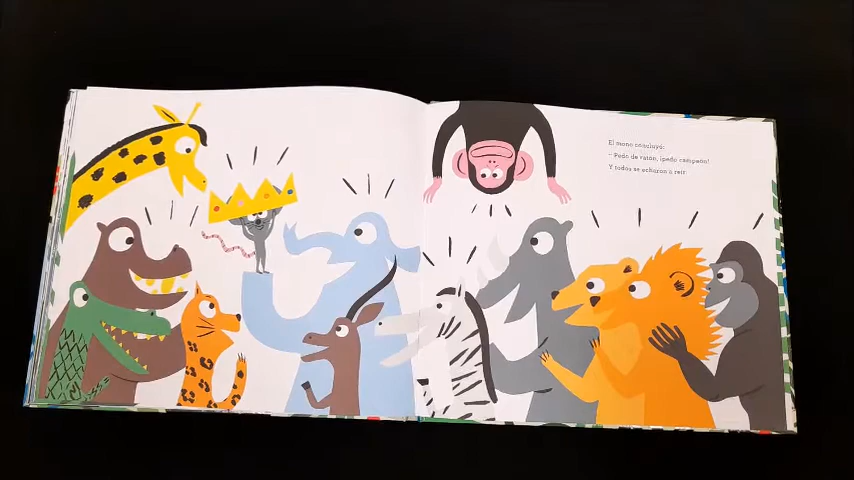 El mono concluyó:
– Pedo de ratón, ¡pedo campeón!
Y todos se echaron a reír.